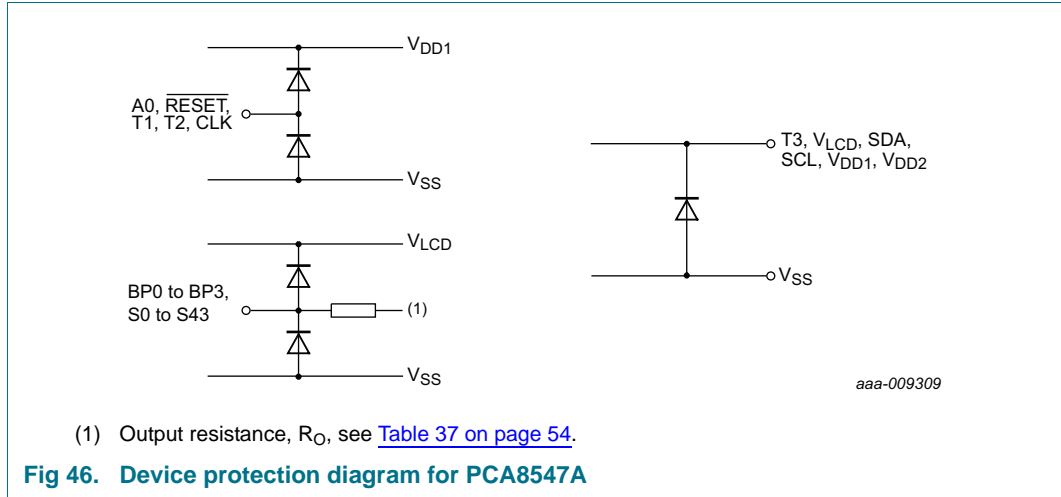 VDD1
A0, RESET,
T1, T2, CLK
VSS
VLCD
BP0 to BP3,
S0 to S43
(1)
VSS
T3, VLCD, SDA,
SCL, VDD1, VDD2
VSS
aaa-009309
(1) Output resistance, RO, see Table 37 on page 54.
Fig 46. Device protection diagram for PCA8547A